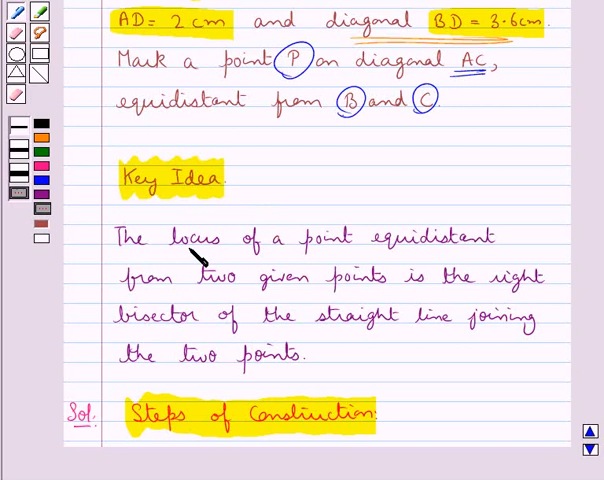 AD = 2 cm and diagonal BD = 3.6cm.
Mark a point P on diagonal AC,
equidistant from B and C.
Key Idea.
The locus of a point equidistant
from two given points is the right
bisector of the straight line joining
the two points.
Sol. Steps of Construction: